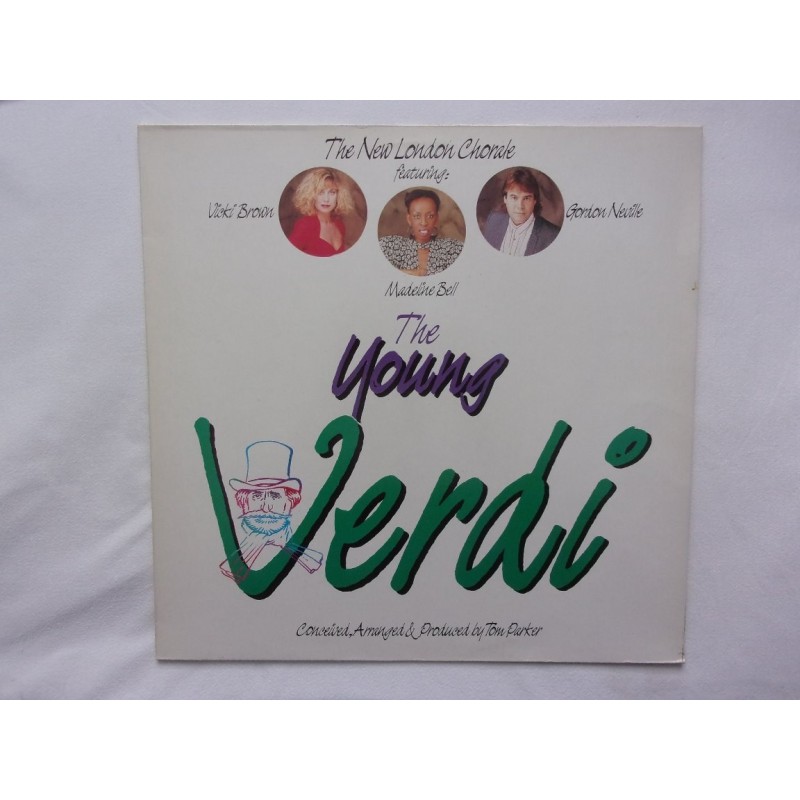 The New London Chorale
featuring:
Vicki Brown
Gordon Neville
Madeline Bell
The
Young
Verdi
Conceived, Arranged & Produced by Tom Parker